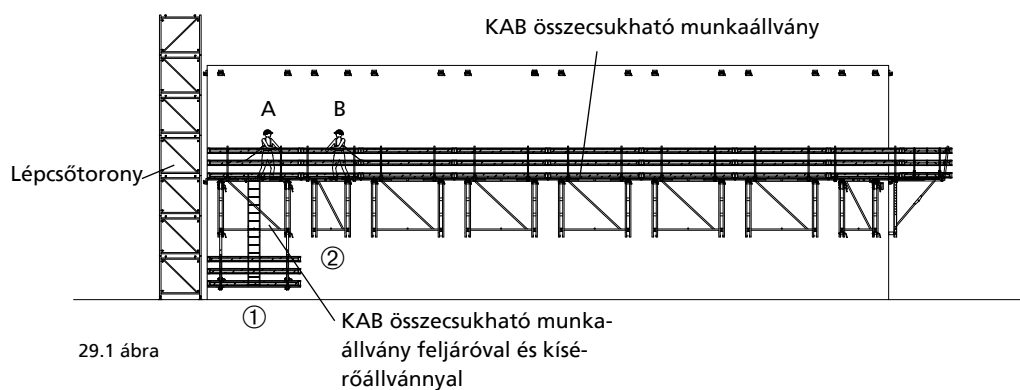 KAB összecsukható munkaállvány
A
B
Lépcsőtorony
②
①
KAB összecsukható munka-
állvány feljáróval és kísé-
rőállvánnyal
29.1 ábra